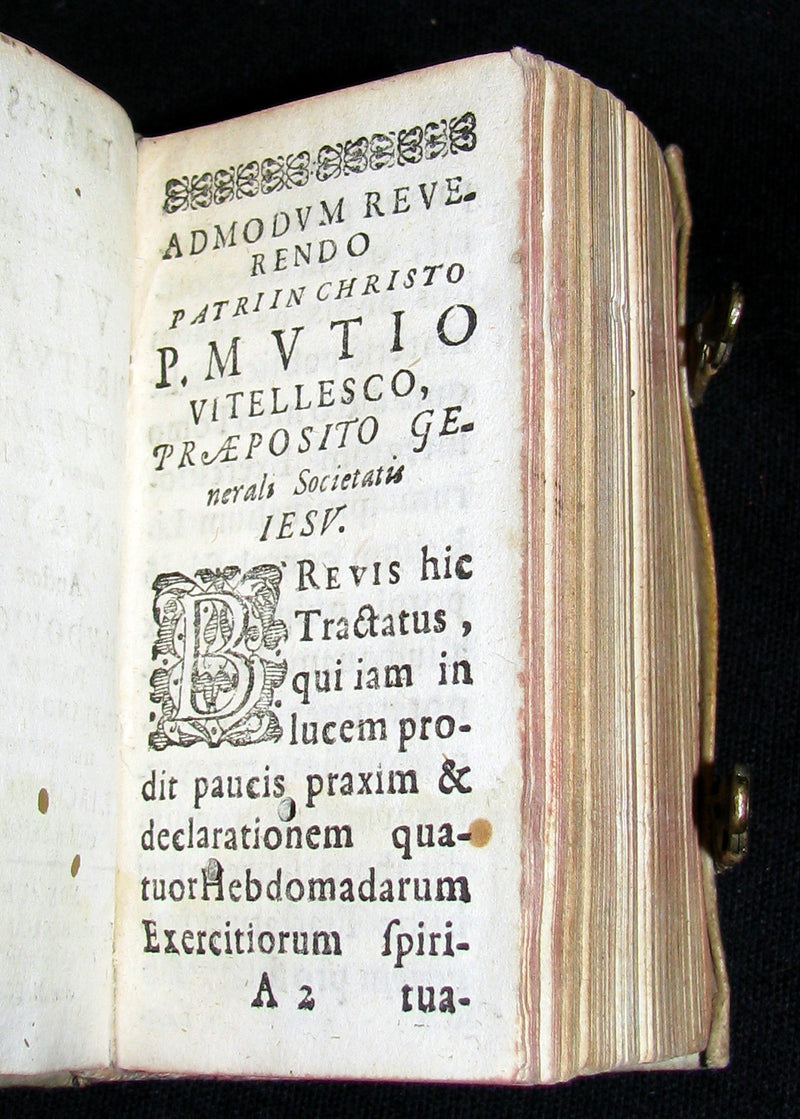 ADMODVM REVE-
RENDO
PATRI IN CHRISTO
P. MVTIO
VITELLESCO,
PRÆPOSITO GE-
nerali Societatis
IESV.
BREVIS hic
Tractatus,
qui iam in
lucem pro-
dit paucis praxim &
declarationem qua-
tuor Hebdomadarum
Exercitiorum ſpiri-
A 2 tua-